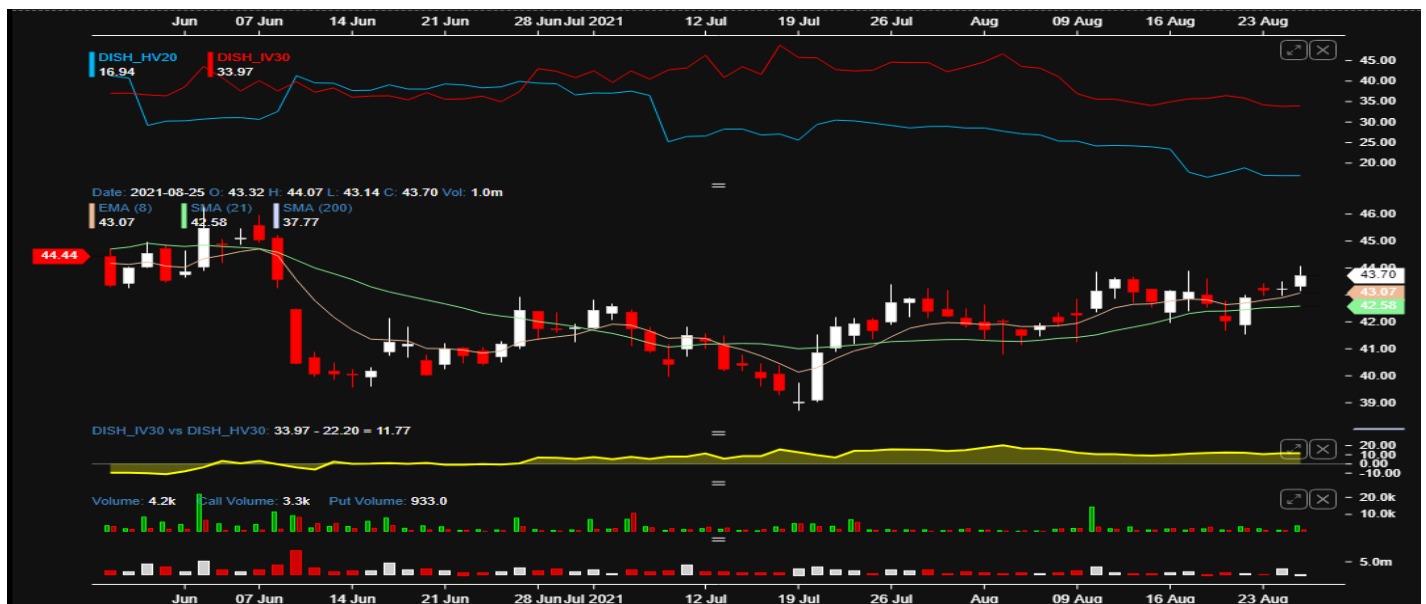 Jun 07 Jun 14 Jun 21 Jun 28 Jun Jul 2021 12 Jul 19 Jul 26 Jul Aug 09 Aug 16 Aug 23 Aug
DISH_HV20 DISH_IV30
16.94 33.97
45.00
40.00
35.00
30.00
25.00
20.00
Date: 2021-08-25 O: 43.32 H: 44.07 L: 43.14 C: 43.70 Vol: 1.0m
EMA (8) SMA (21) SMA (200)
43.07 42.58 37.77
46.00
45.00
44.44
44.00
43.70
43.07
42.58
42.00
41.00
40.00
39.00
DISH_IV30 vs DISH_HV30: 33.97 - 22.20 = 11.77
20.00
10.00
0.00
-10.00
Volume: 4.2k Call Volume: 3.3k Put Volume: 933.0
20.0k
10.0k
5.0m
Jun 07 Jun 14 Jun 21 Jun 28 Jun Jul 2021 12 Jul 19 Jul 26 Jul Aug 09 Aug 16 Aug 23 Aug